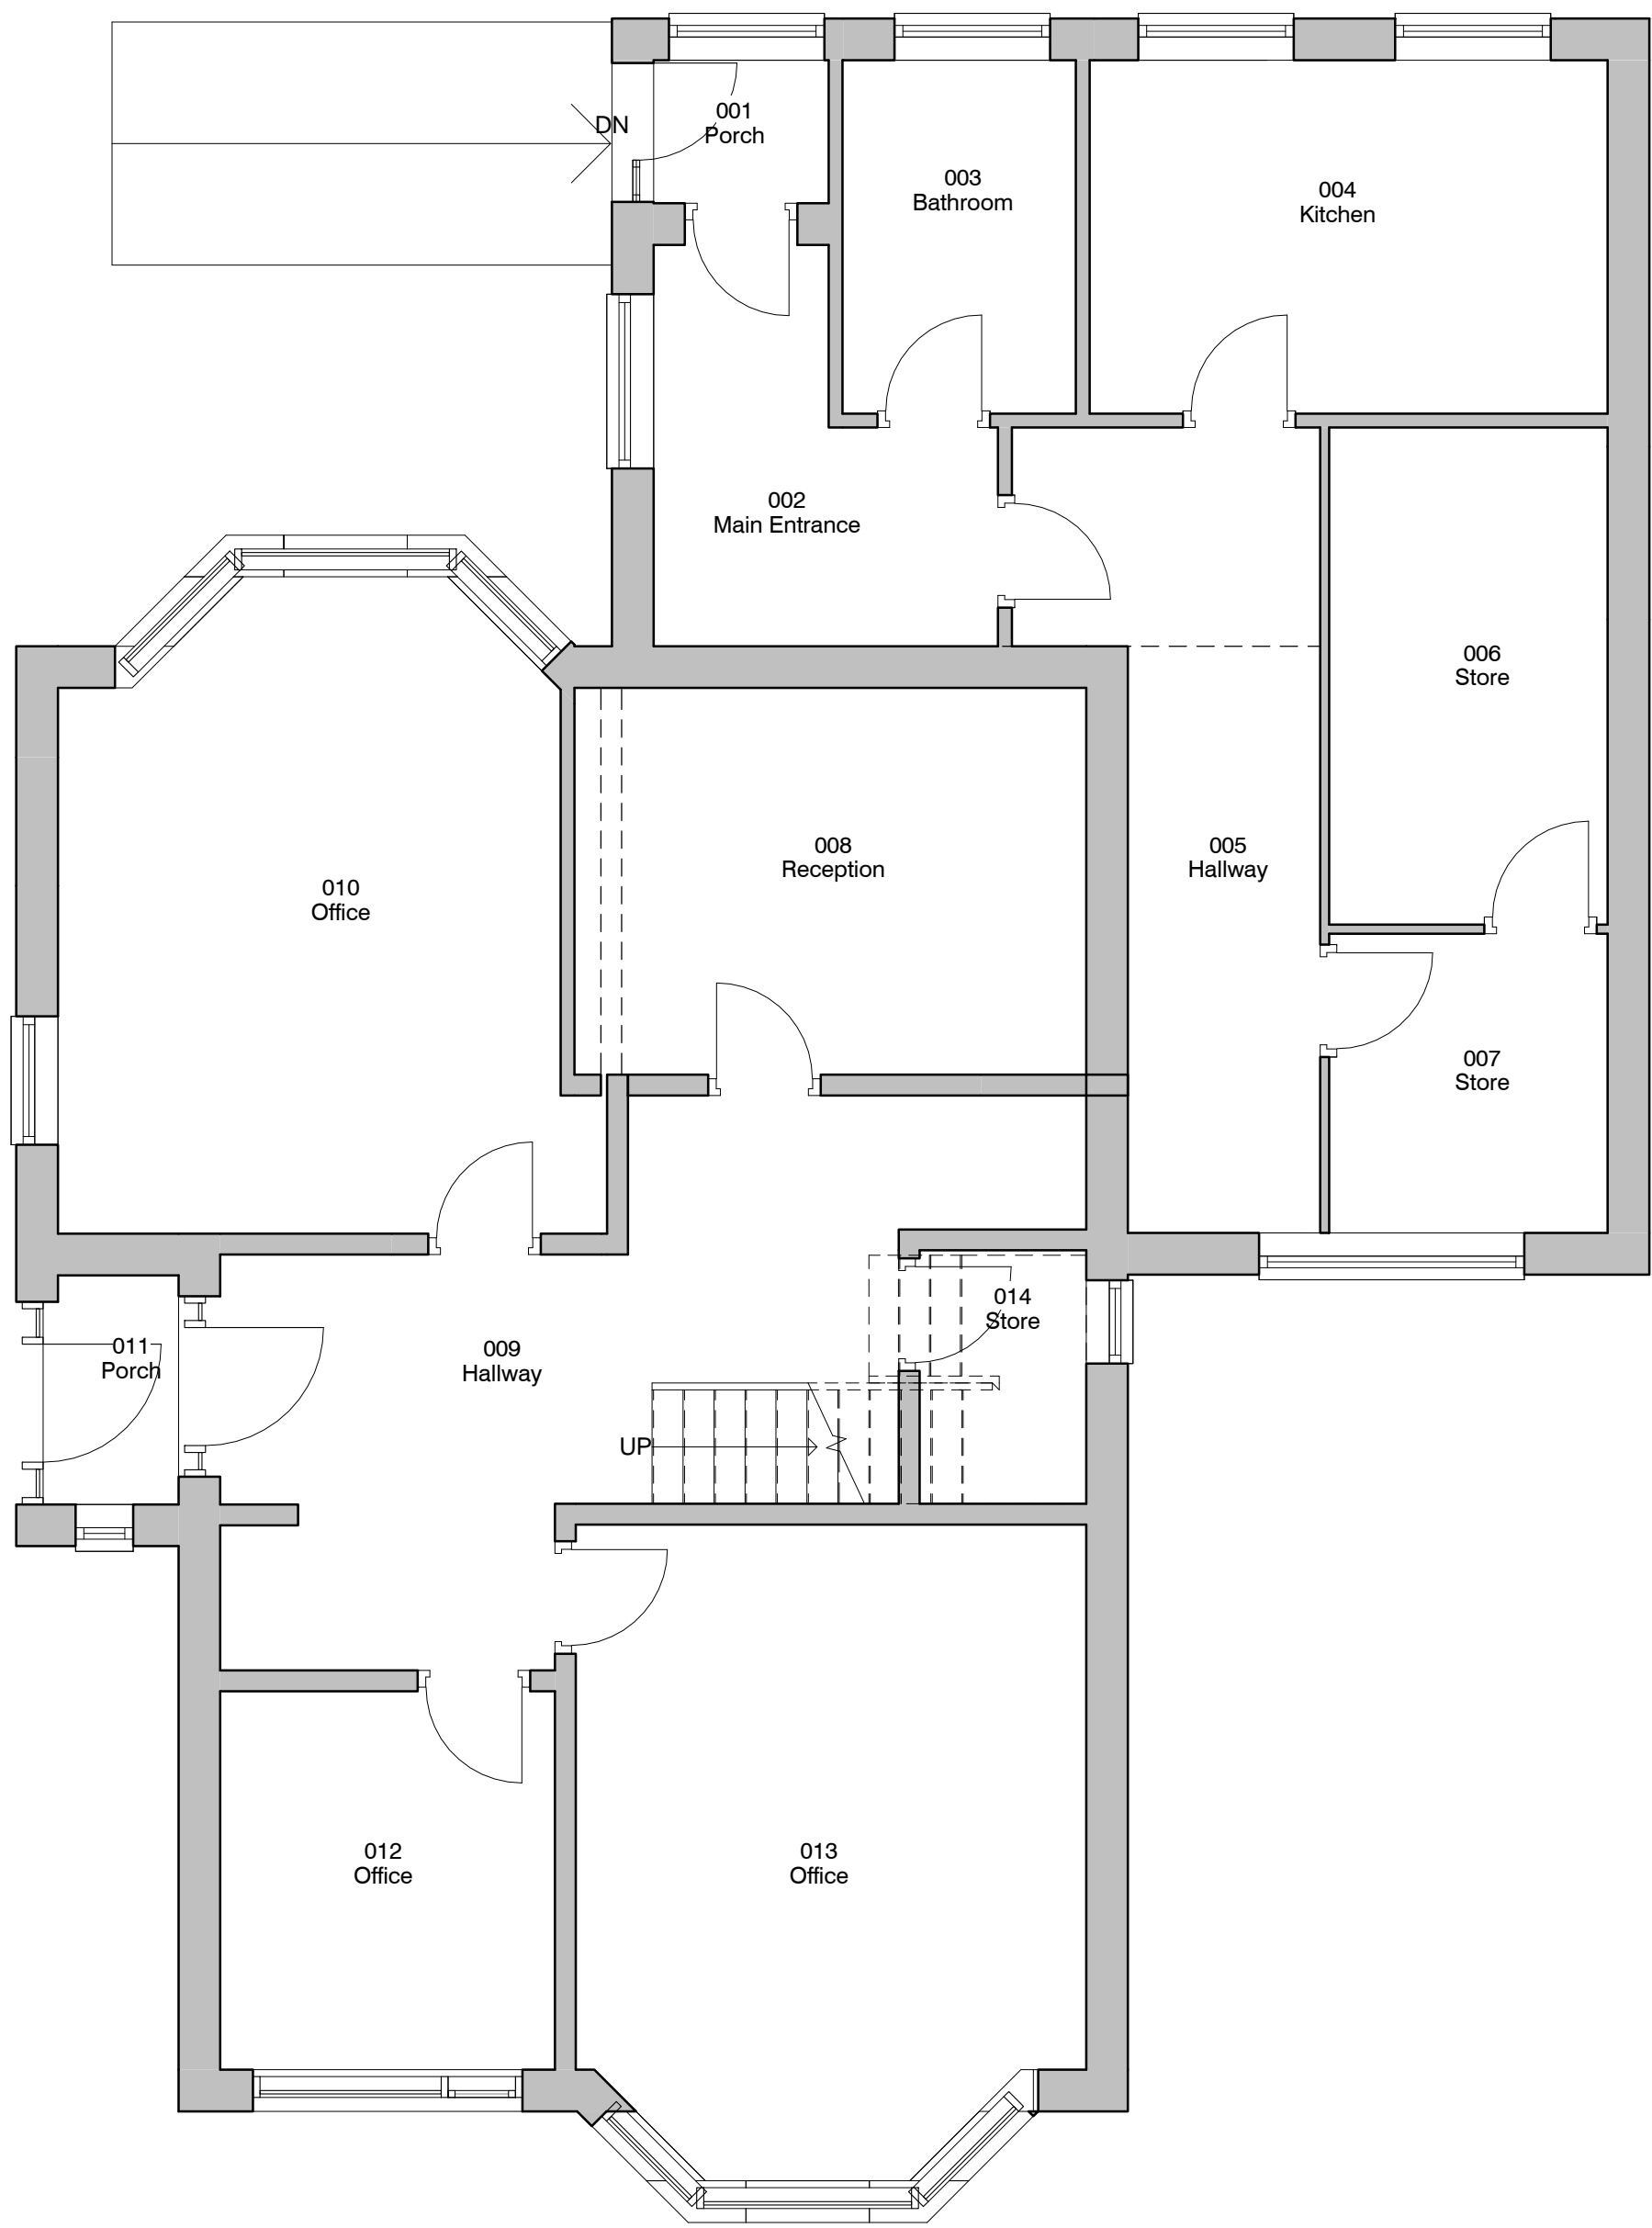 DN
001
Porch
003
Bathroom
004
Kitchen
002
Main Entrance
006
Store
008
Reception
005
Hallway
010
Office
007
Store
014
Store
011
Porch
009
Hallway
UP
012
Office
013
Office